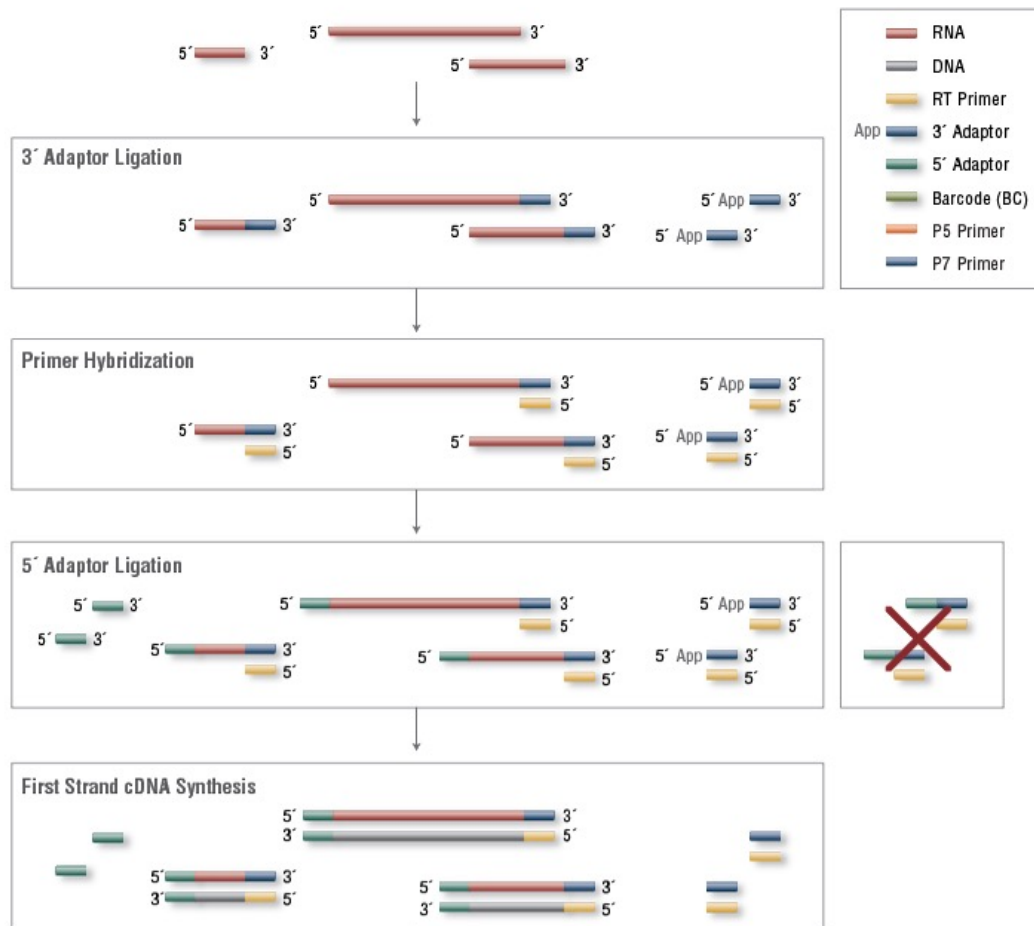 5´ 3´
5´ 3´
5´ 3´
RNA
DNA
RT Primer
App 3´ Adaptor
5´ Adaptor
Barcode (BC)
P5 Primer
P7 Primer
3´ Adaptor Ligation
5´ 3´
5´ App 3´
5´ 3´
5´ 3´
5´ App 3´
Primer Hybridization
5´ 3´
5´
5´ App 3´
5´
5´ 3´
5´
5´ 3´
5´
5´ App 3´
5´
5´ Adaptor Ligation
5´ 3´
5´ 3´
5´ 3´
5´
5´ App 3´
5´
5´ 3´
5´
5´ 3´
5´
5´ App 3´
5´
First Strand cDNA Synthesis
5´ 3´
3´ 5´
5´ 3´
3´ 5´
5´ 3´
3´ 5´